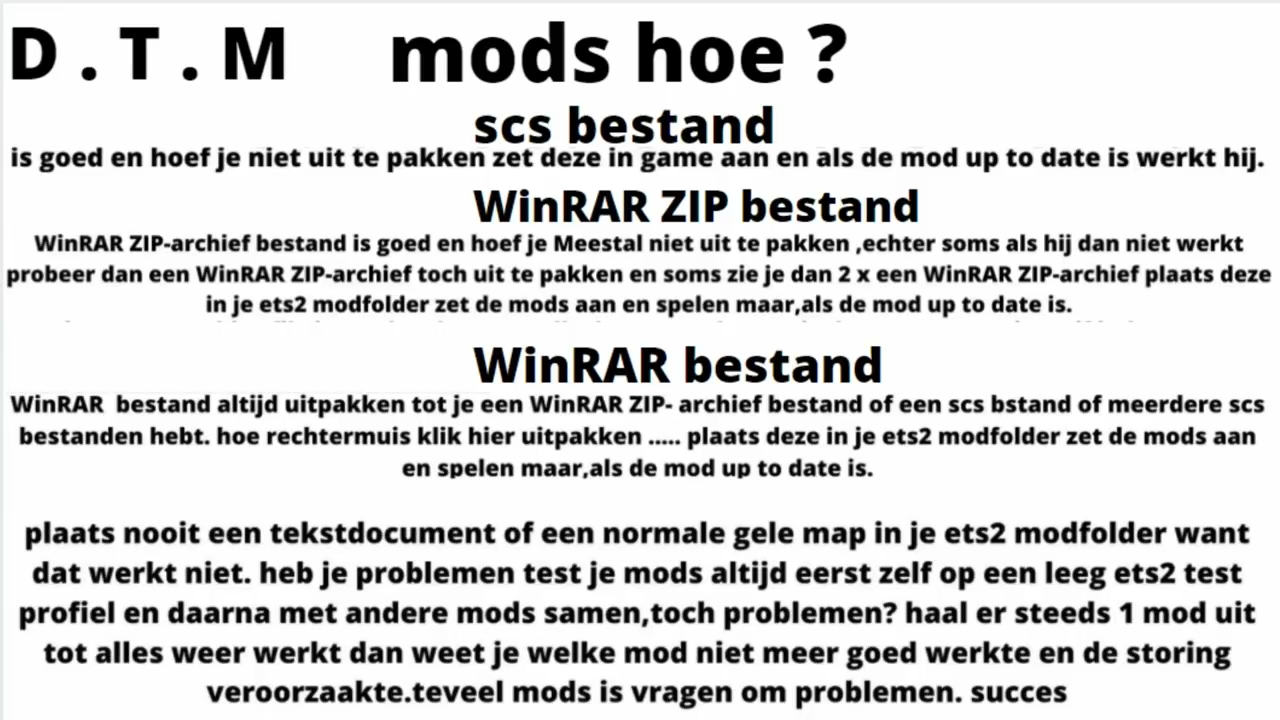 D . T . M mods hoe ?
scs bestand
is goed en hoef je niet uit te pakken zet deze in game aan en als de mod up to date is werkt hij.
WinRAR ZIP bestand
WinRAR ZIP-archief bestand is goed en hoef je Meestal niet uit te pakken ,echter soms als hij dan niet werkt
probeer dan een WinRAR ZIP-archief toch uit te pakken en soms zie je dan 2 x een WinRAR ZIP-archief plaats deze
in je ets2 modfolder zet de mods aan en spelen maar,als de mod up to date is.
WinRAR bestand
WinRAR bestand altijd uitpakken tot je een WinRAR ZIP- archief bestand of een scs bstand of meerdere scs
bestanden hebt. hoe rechtermuis klik hier uitpakken ..... plaats deze in je ets2 modfolder zet de mods aan
en spelen maar,als de mod up to date is.
plaats nooit een tekstdocument of een normale gele map in je ets2 modfolder want
dat werkt niet. heb je problemen test je mods altijd eerst zelf op een leeg ets2 test
profiel en daarna met andere mods samen,toch problemen? haal er steeds 1 mod uit
tot alles weer werkt dan weet je welke mod niet meer goed werkte en de storing
veroorzaakte.teveel mods is vragen om problemen. succes